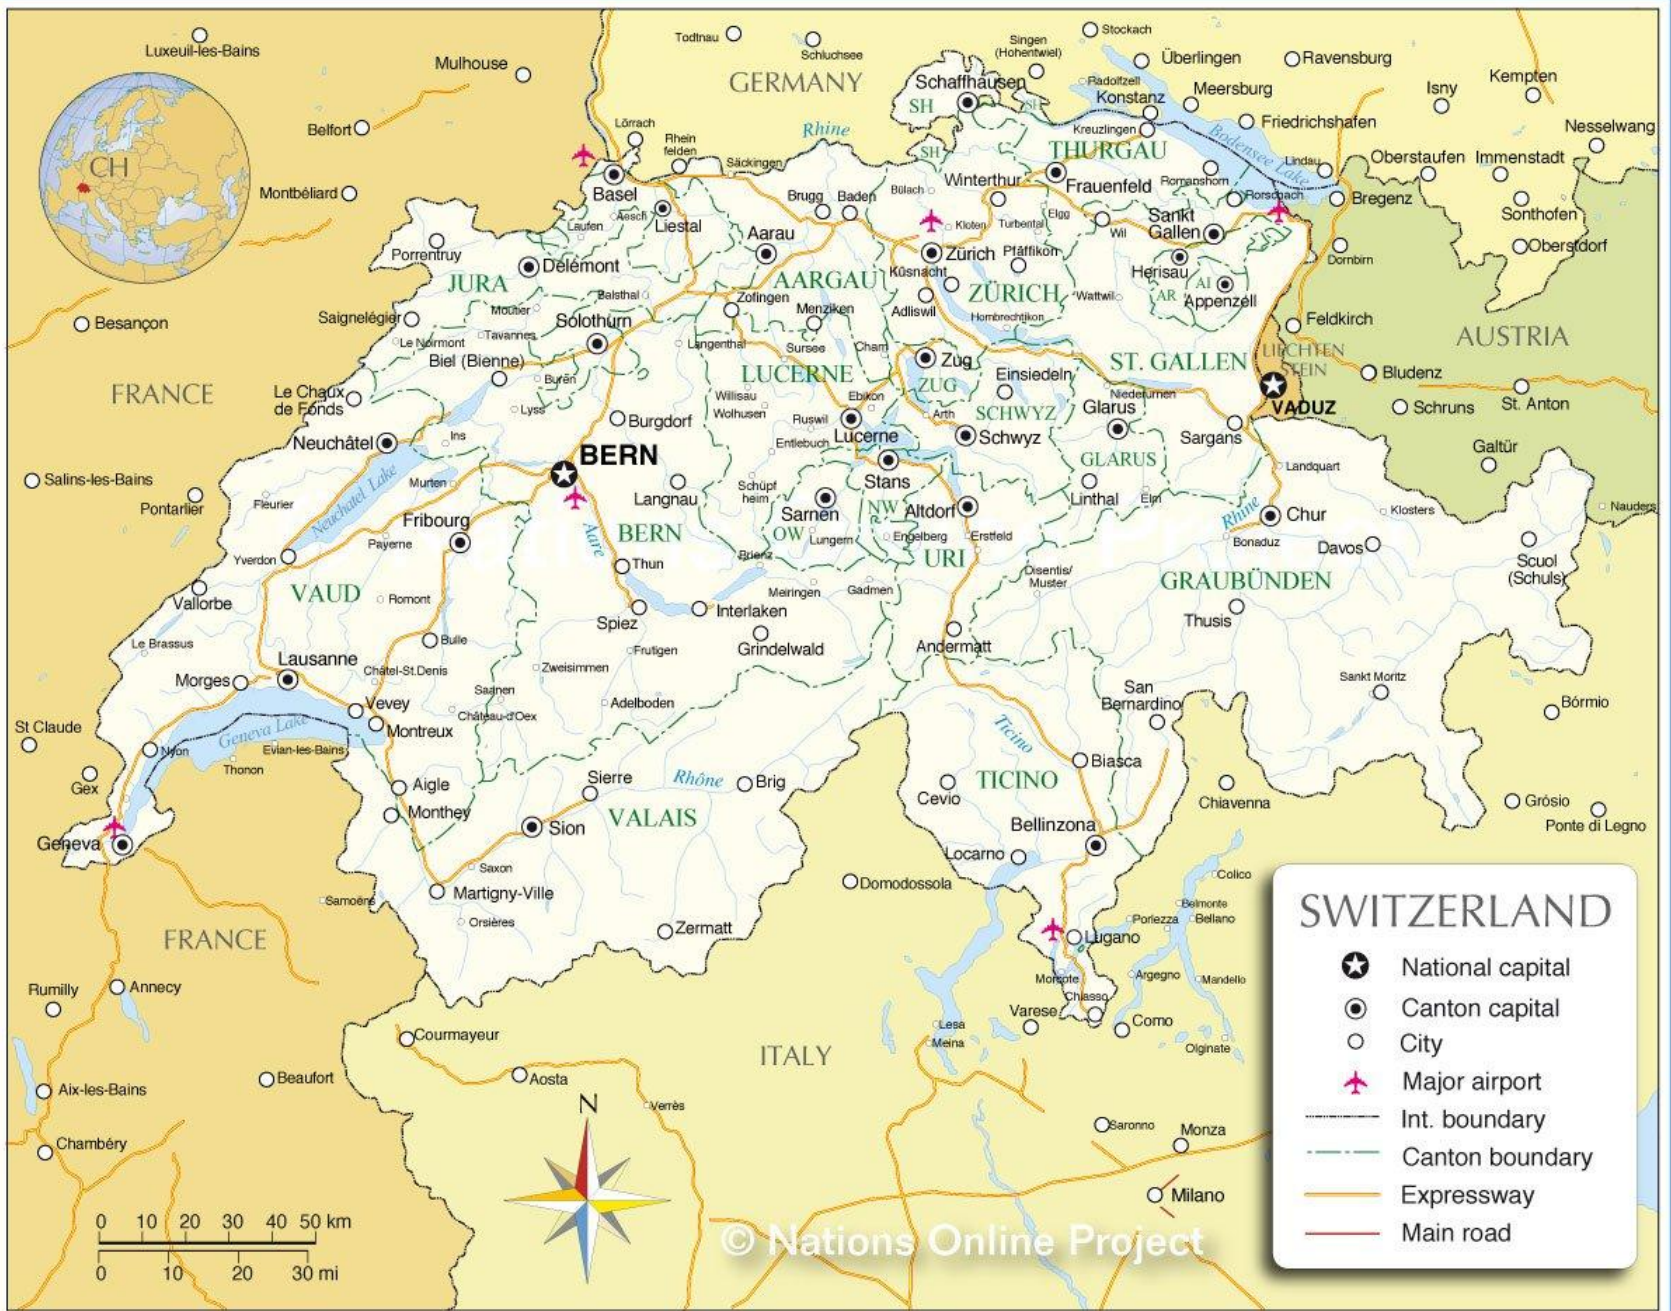 Luxeuil-les-Bains
Mulhouse
Todtnau
Schluchsee
Singen
(Hohentwiel)
Stockach
Überlingen
Ravensburg
Kempten
Isny
GERMANY
Schaffhausen
SH
SH
Radolfzell
Konstanz
Meersburg
Friedrichshafen
Nesselwang
CH
Belfort
Lörrach
Rhein
felden
Rhine
Säckingen
SH
Kreuzlingen
THURGAU
Bodensee Lake
Lindau
Oberstaufen
Immenstadt
Montbéliard
Basel
Brugg
Baden
Bülach
Winterthur
Frauenfeld
Romanshorn
Rorschach
Bregenz
Sonthofen
Aesch
Laufen
Liestal
Aarau
Kloten
Turbental
Elgg
Wil
Sankt
Gallen
Dornbirn
Oberstdorf
Porrentruy
Delémont
Zürich
Pfäffikon
Herisau
JURA
AARGAU
Küsnacht
ZÜRICH
Wattwil
AR
AI
Appenzell
Balsthal
Zofingen
Menziken
Adliswil
Hombrechtikon
Besançon
Saignelégier
Moutier
Solothurn
Feldkirch
Le Noirmont
Tavannes
Langenthal
Sursee
Cham
Zug
AUSTRIA
Biel (Bienne)
Büren
LUCERNE
ZUG
Einsiedeln
ST. GALLEN
LIECHTEN
STEIN
Bludenz
FRANCE
Le Chaux
de Fonds
Lyss
Burgdorf
Willisau
Wolhusen
Ebikon
Ruswil
Arth
SCHWYZ
Niederurnen
Glarus
VADUZ
Schruns
St. Anton
Neuchâtel
Ins
BERN
Entlebuch
Lucerne
Schwyz
Sargans
Galtür
Salins-les-Bains
Pontarlier
Fleurier
Neuchatel Lake
Murten
Langnau
Schüpf
heim
Stans
GLARUS
Linthal
Elm
Landquart
Nauders
Fribourg
Aare
BERN
Sarnen
OW
NW
Altdorf
Rhine
Chur
Klosters
Yverdon
Payerne
Lungern
Engelberg
Erstfeld
URI
Bonaduz
Davos
Scuol
(Schuls)
Vallorbe
VAUD
Romont
Thun
Brienz
Meiringen
Gadmen
Disentis/
Muster
GRAUBÜNDEN
Spiez
Interlaken
Thusis
Le Brassus
Bulle
Grindelwald
Andermatt
Lausanne
Châtel-St.Denis
Zweisimmen
Frutigen
Morges
Saanen
Adelboden
San
Bernardino
Sankt Moritz
Vevey
Château-d'Oex
Bórmio
St Claude
Geneva Lake
Montreux
Ticino
Nyon
Evian-les-Bains
Thonon
Biasca
Gex
Aigle
Sierre
Rhône
Brig
TICINO
Cevio
Chiavenna
Grósio
Monthey
Sion
VALAIS
Bellinzona
Ponte di Legno
Geneva
Locarno
Saxon
Martigny-Ville
Domodossola
Colico
Samoëns
Orsières
Zermatt
Belmonte
Bellano
Porlezza
Lugano
FRANCE
Morcote
Argegno
Mandello
Rumilly
Annecy
Chiasso
Varese
Como
Courmayeur
Lesa
Meina
Olginate
ITALY
Aix-les-Bains
Beaufort
Aosta
Verrès
N
Chambéry
Saronno
Monza
Milano
SWITZERLAND
National capital
Canton capital
City
Major airport
Int. boundary
Canton boundary
Expressway
Main road
0 10 20 30 40 50 km
0 10 20 30 mi
© Nations Online Project